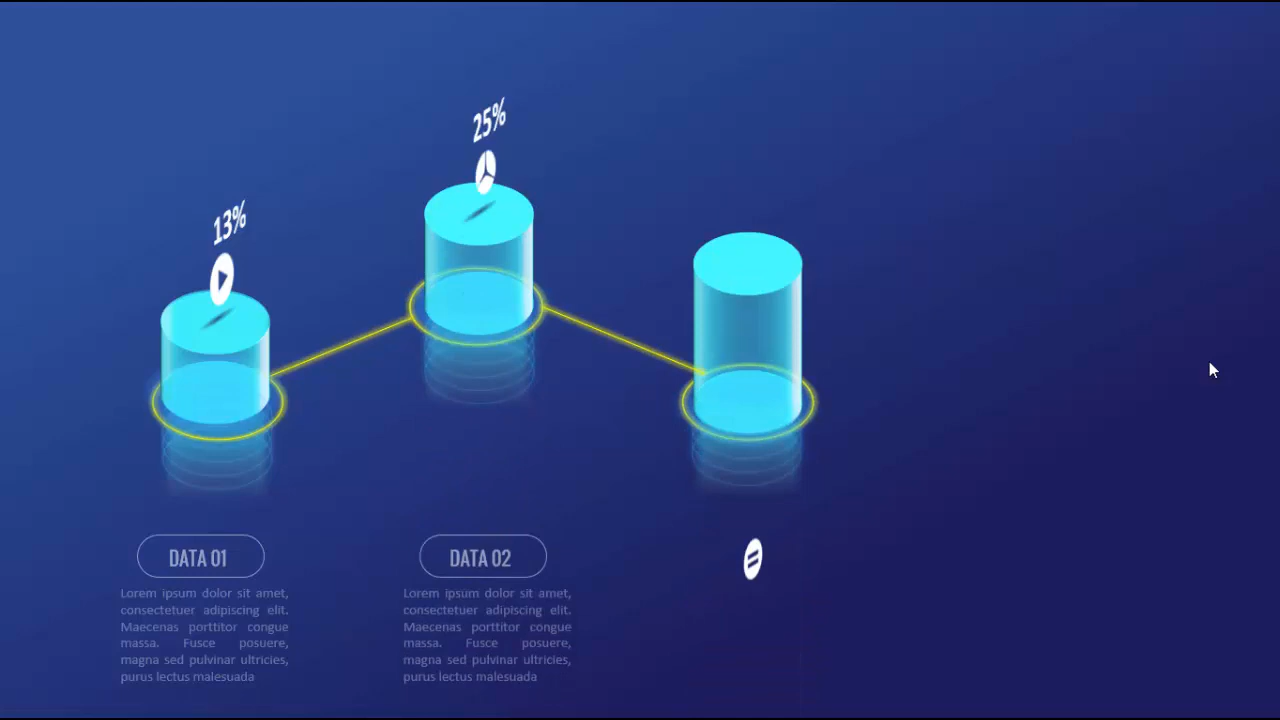 25%
13%
DATA 01
Lorem ipsum dolor sit amet,
consectetuer adipiscing elit.
Maecenas porttitor congue
massa. Fusce posuere,
magna sed pulvinar ultricies,
purus lectus malesuada
DATA 02
Lorem ipsum dolor sit amet,
consectetuer adipiscing elit.
Maecenas porttitor congue
massa. Fusce posuere,
magna sed pulvinar ultricies,
purus lectus malesuada